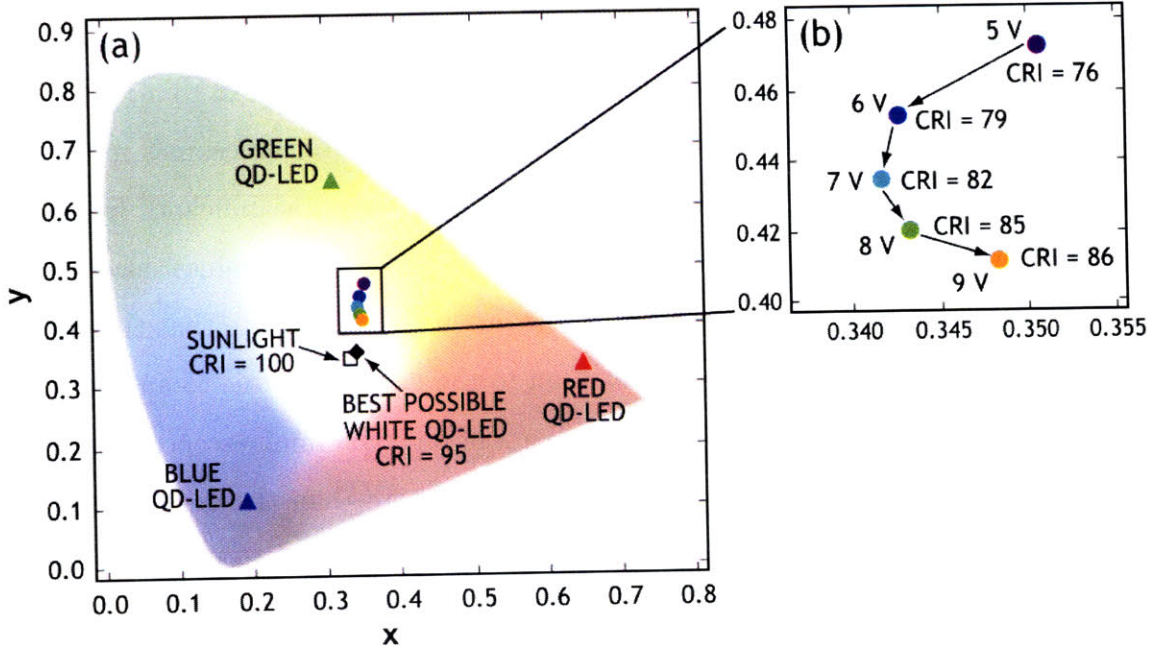 (a)
0.9
0.8
0.7
0.6
0.5
0.4
0.3
0.2
0.1
0.0
y
0.0 0.1 0.2 0.3 0.4 0.5 0.6 0.7 0.8
x
GREEN
QD-LED
SUNLIGHT
CRI = 100
BEST POSSIBLE
WHITE QD-LED
CRI = 95
RED
QD-LED
BLUE
QD-LED
(b)
0.48
0.46
0.44
0.42
0.40
0.340 0.345 0.350 0.355
5 V
CRI = 76
6 V
CRI = 79
7 V
CRI = 82
CRI = 85
8 V
CRI = 86
9 V